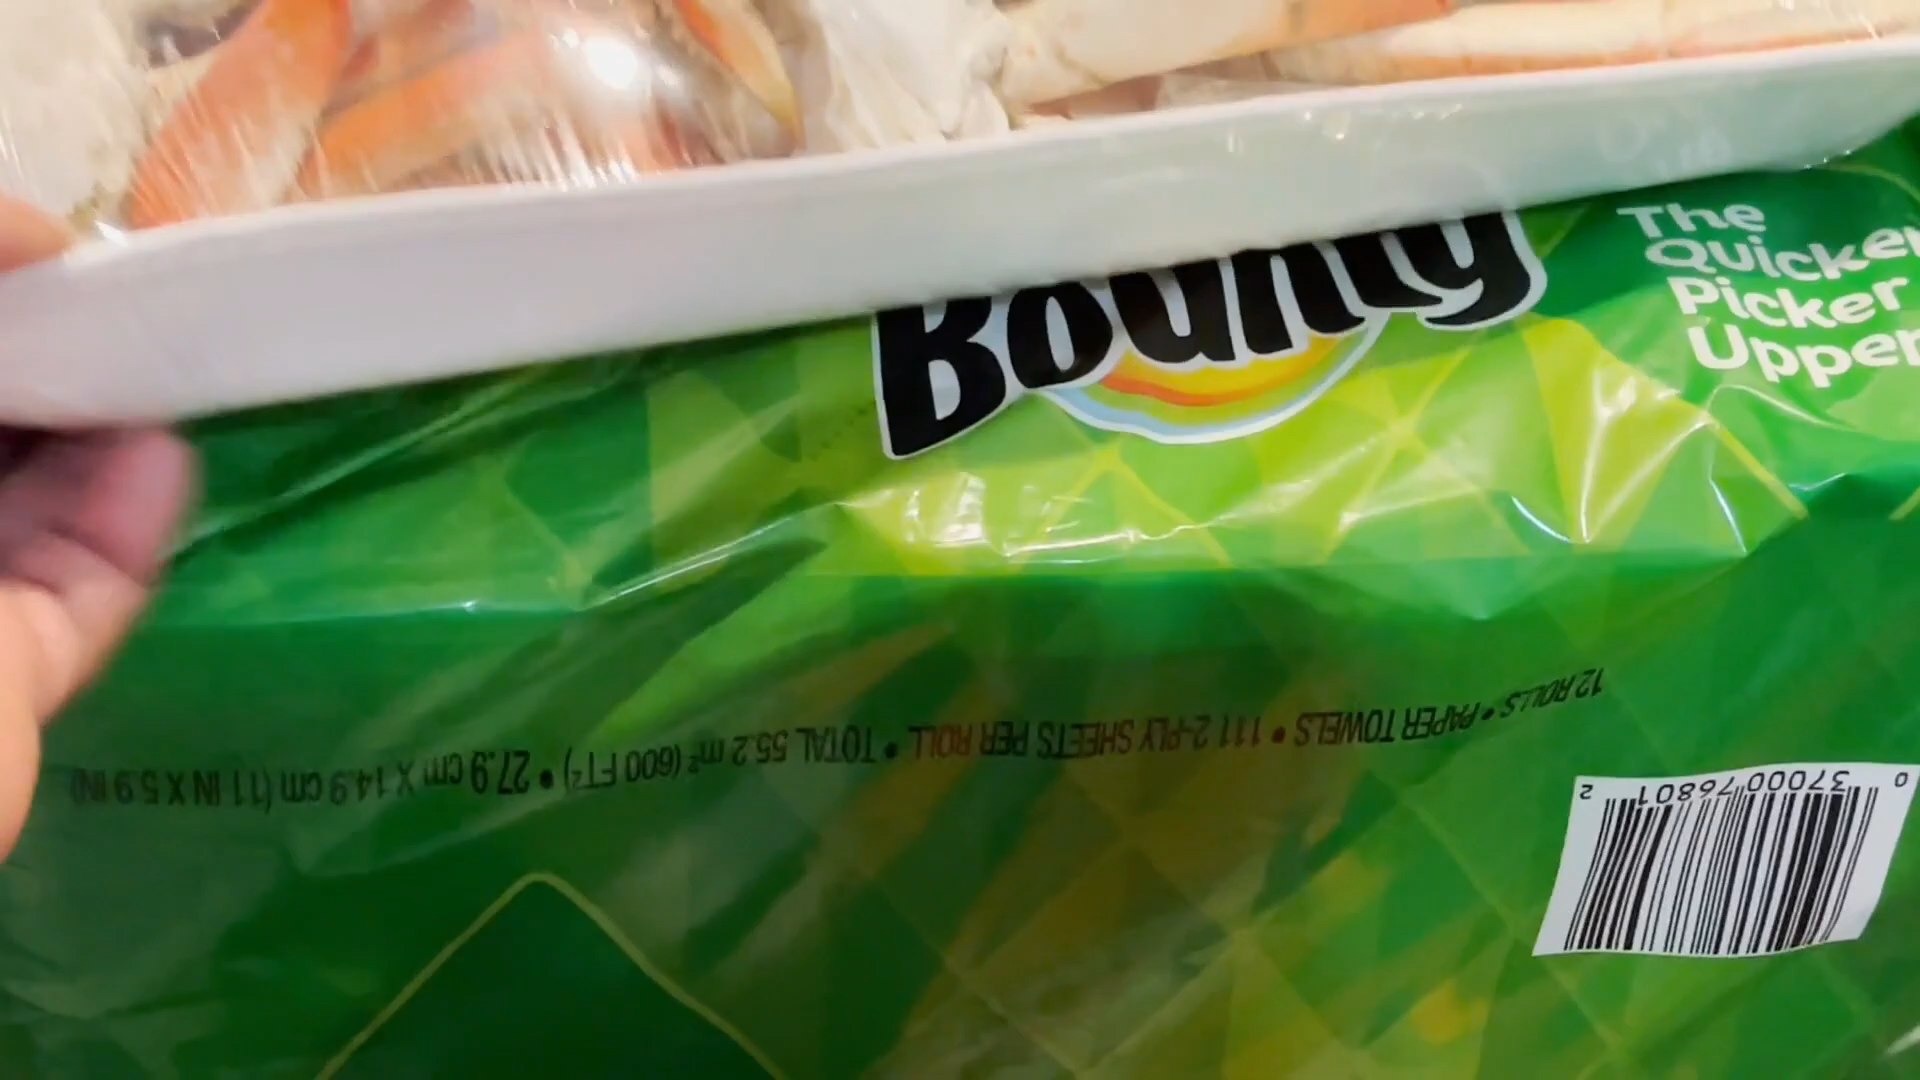 Bounty
The
Quicker
Picker
Upper
12 ROLLS • PAPER TOWELS • 111 2-PLY SHEETS PER ROLL • TOTAL 55.2 m² (600 FT²) • 27.9 cm X 14.9 cm (11 IN X 5.9 IN)
0 37000 76801 2